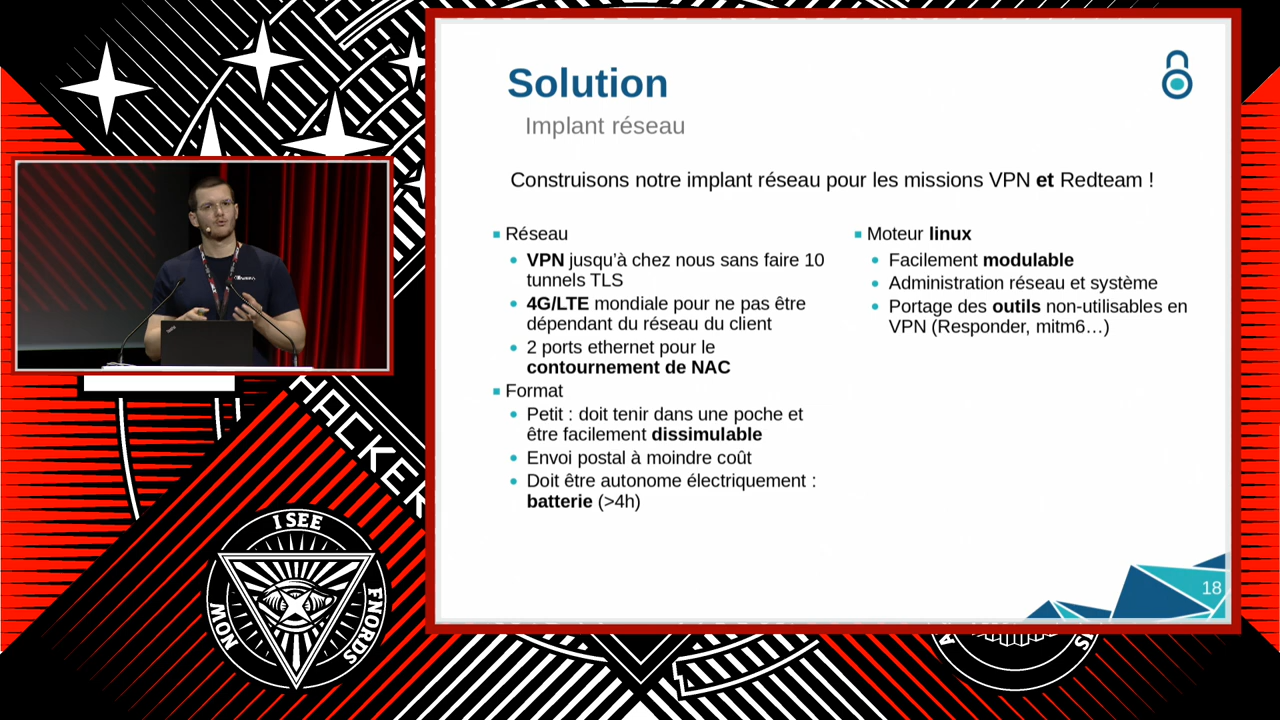 Solution
Implant réseau
Construisons notre implant réseau pour les missions VPN et Redteam !
Réseau
VPN jusqu'à chez nous sans faire 10
tunnels TLS
4G/LTE mondiale pour ne pas être
dépendant du réseau du client
2 ports ethernet pour le
contournement de NAC
Format
Petit : doit tenir dans une poche et
être facilement dissimulable
Envoi postal à moindre coût
Doit être autonome électriquement :
batterie (>4h)
Moteur linux
Facilement modulable
Administration réseau et système
Portage des outils non-utilisables en
VPN (Responder, mitm6…)
18
HACKER
I SEE
FNORDS
NOW